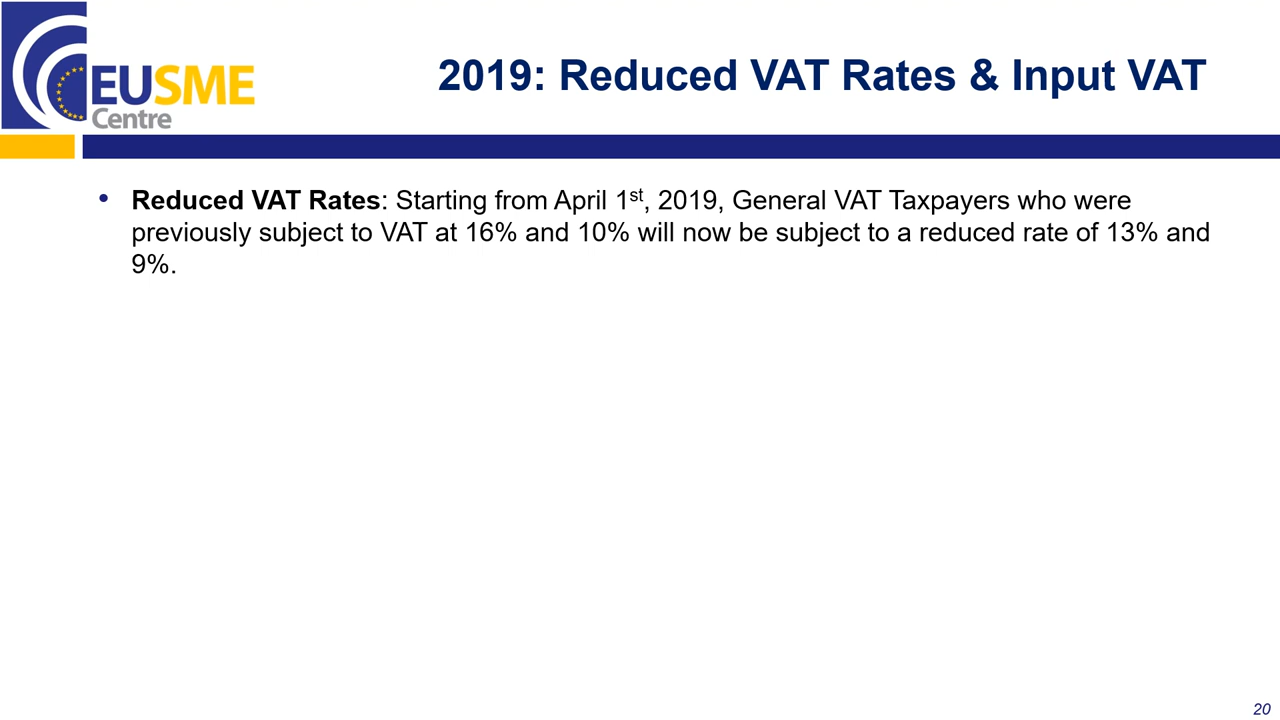 EUSME
Centre
2019: Reduced VAT Rates & Input VAT
• Reduced VAT Rates: Starting from April 1st, 2019, General VAT Taxpayers who were
previously subject to VAT at 16% and 10% will now be subject to a reduced rate of 13% and
9%.
20